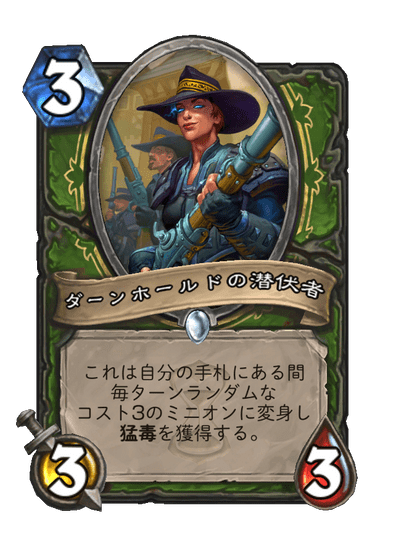 3
ダーンホールドの潜伏者
これは自分の手札にある間
毎ターンランダムな
コスト3のミニオンに変身し
猛毒を獲得する。
3
3